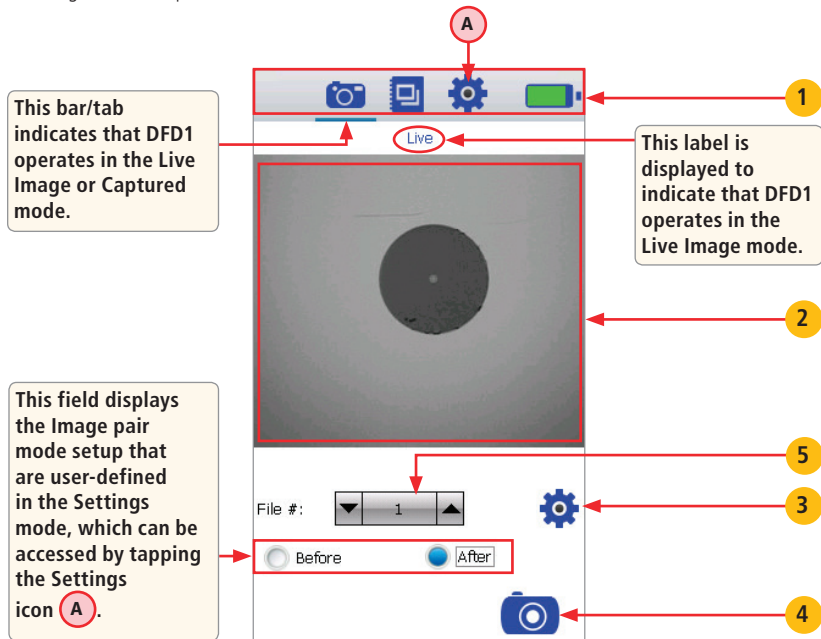 A
This bar/tab
indicates that DFD1
operates in the Live
Image or Captured
mode.
1
Live
This label is
displayed to
indicate that DFD1
operates in the
Live Image mode.
2
This field displays
the Image pair
mode setup that
are user-defined
in the Settings
mode, which can be
accessed by tapping
the Settings
icon A .
5
File #: 1
3
Before After
4